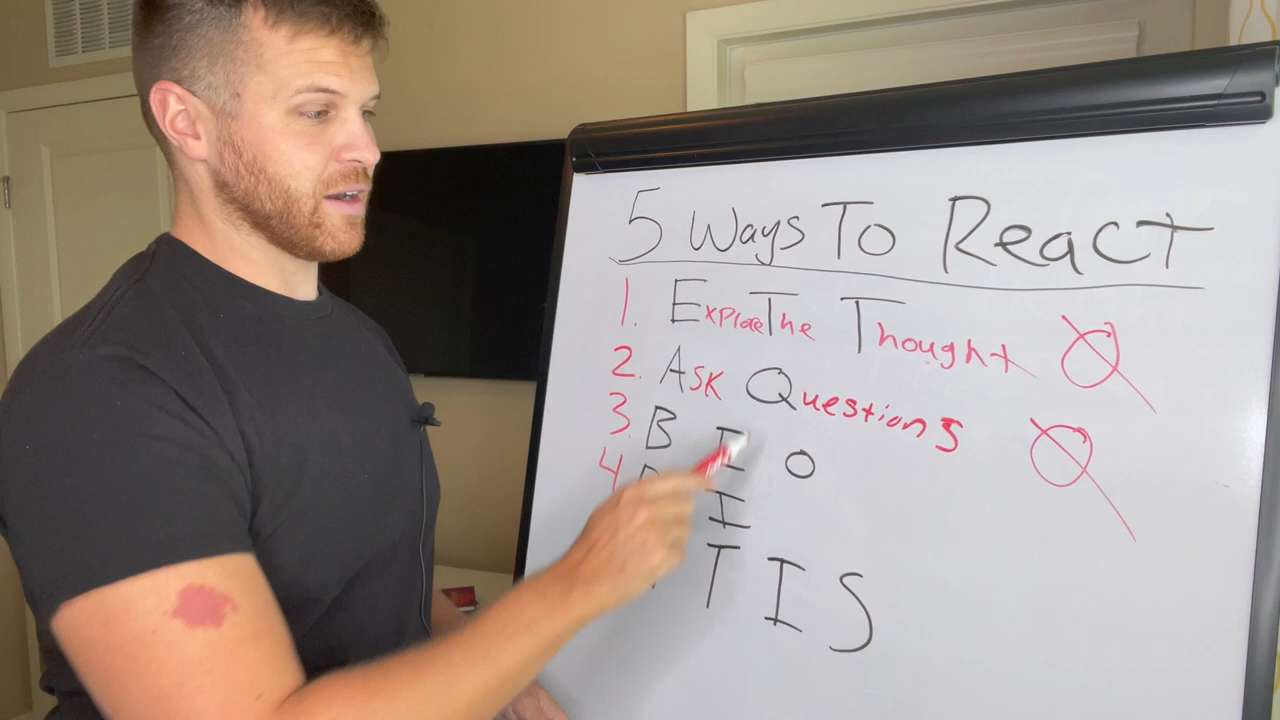 5 Ways To React
1. Explore The Thought
2. Ask Questions
3. B I O
4. I
T I S